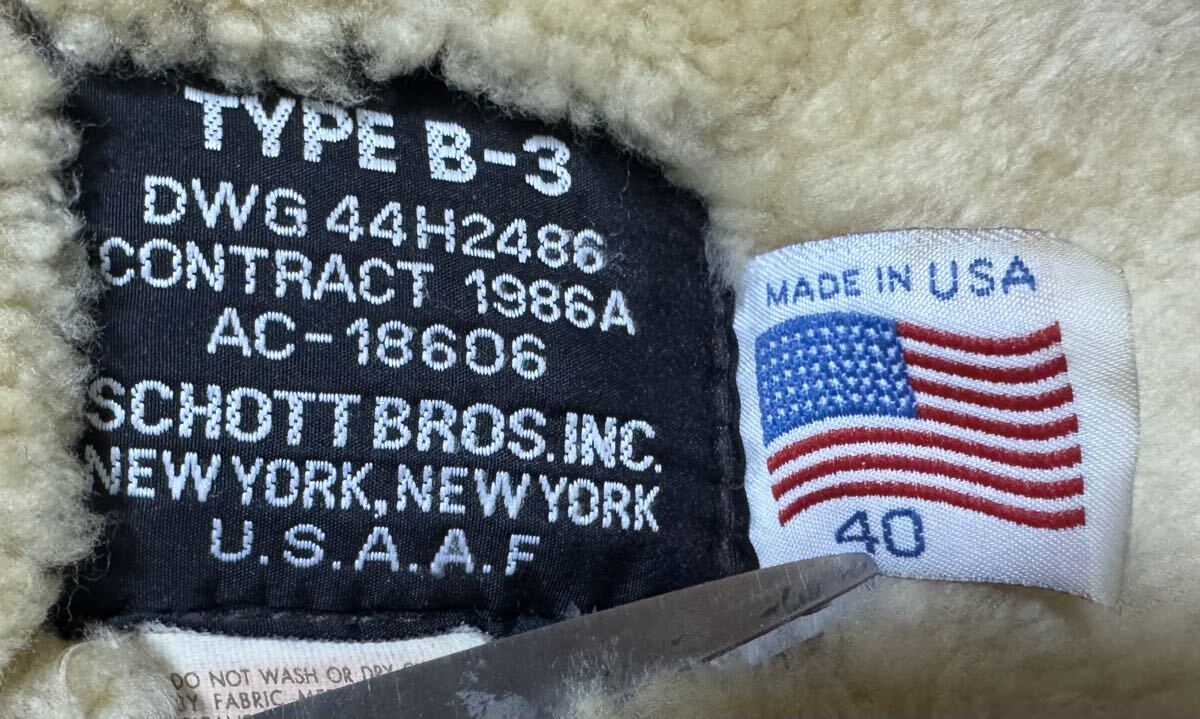 TYPE B-3
DWG 44H2486
CONTRACT 1986A
AC-18606
SCHOTT BROS. INC.
NEW YORK, NEW YORK
U.S.A.A.F
MADE IN USA
40
DO NOT WASH OR DRY
FABRIC